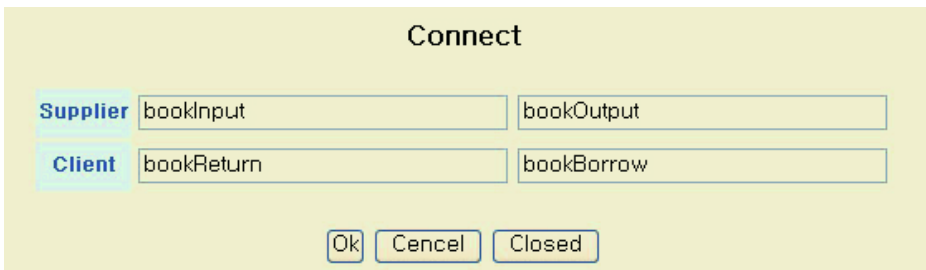 Connect
Supplier bookInput bookOutput
Client bookReturn bookBorrow
Ok Cencel Closed